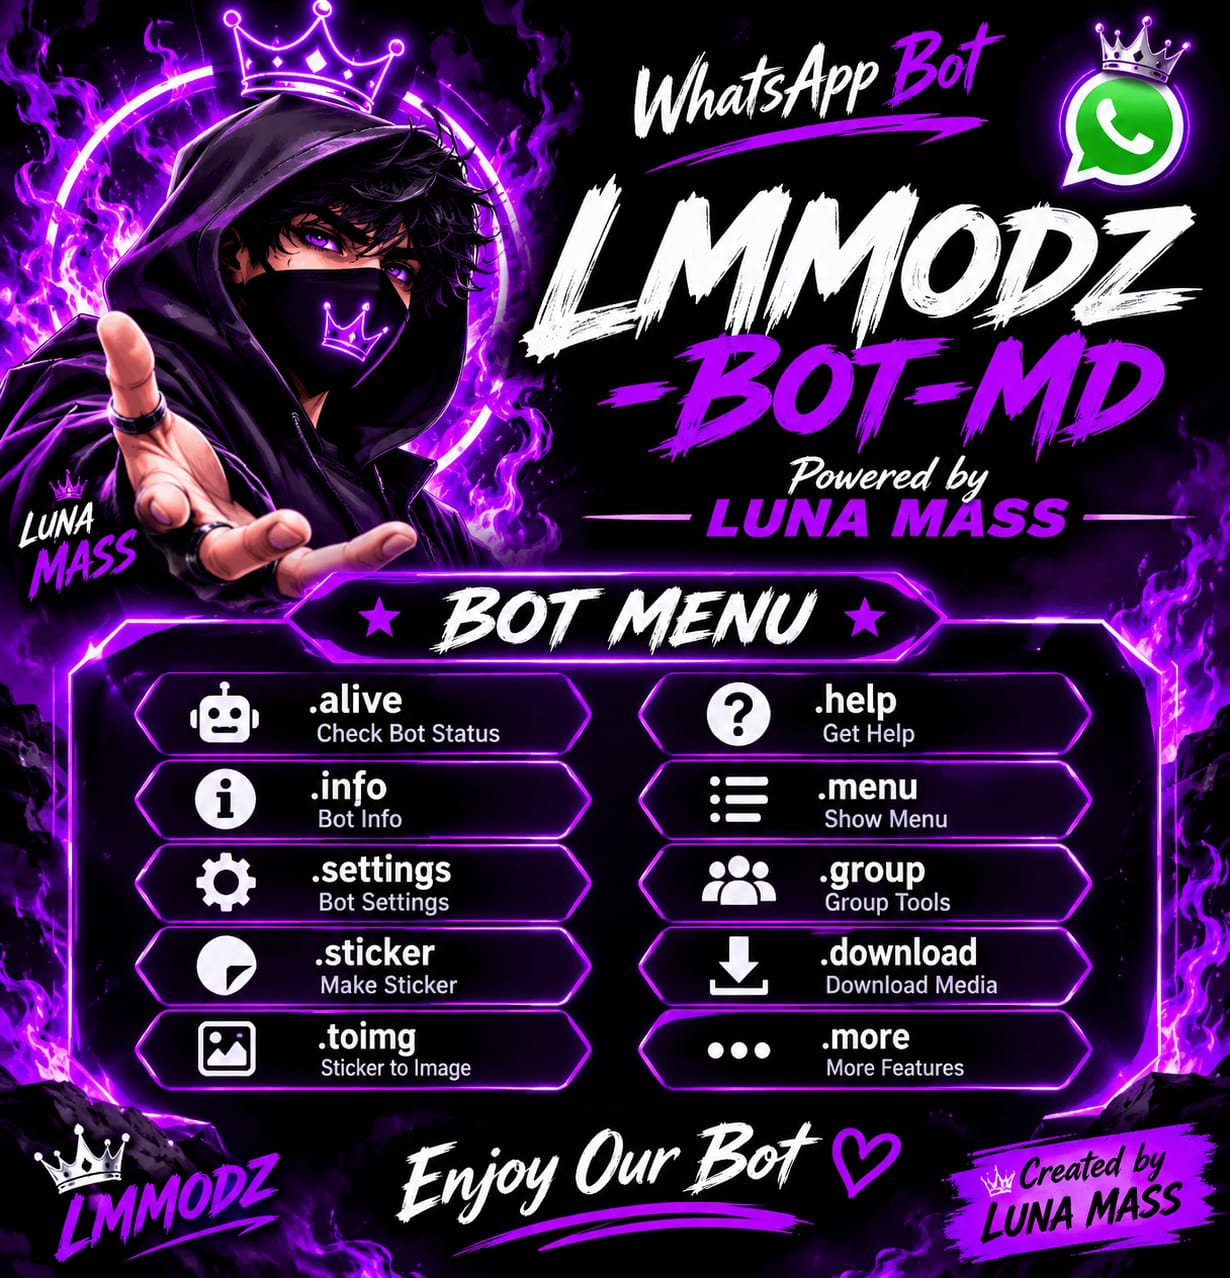 WhatsApp Bot
LMMODZ
-BOT-MD
Powered by
LUNA MASS
LUNA
MASS
BOT MENU
.alive
Check Bot Status
.help
Get Help
.info
Bot Info
.menu
Show Menu
.settings
Bot Settings
.group
Group Tools
.sticker
Make Sticker
.download
Download Media
.toimg
Sticker to Image
.more
More Features
LMMODZ
Enjoy Our Bot
Created by
LUNA MASS